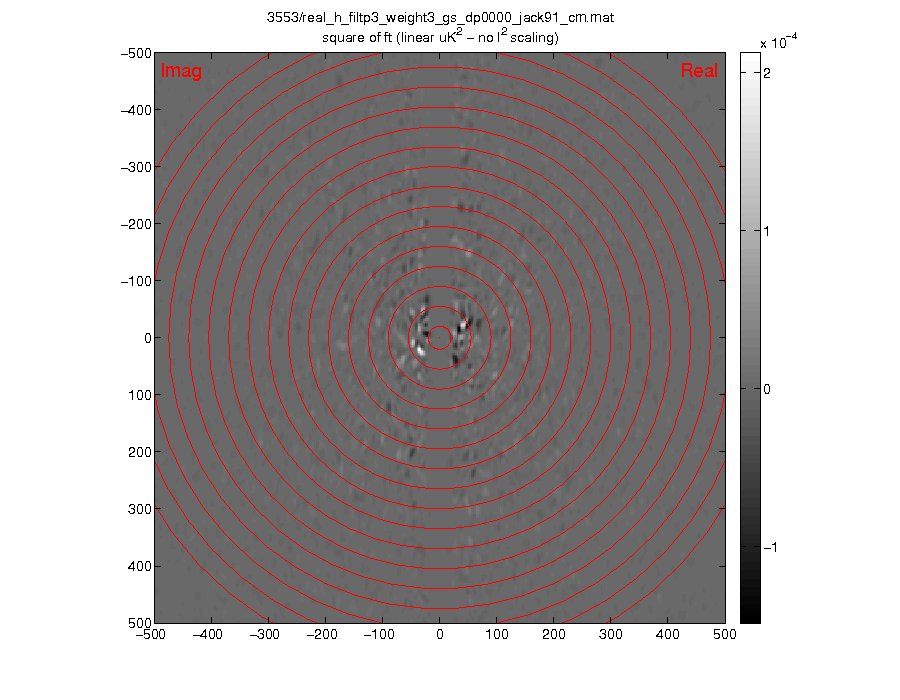 3553/real_h_filtp3_weight3_gs_dp0000_jack91_cm.mat
square of ft (linear uK² − no l² scaling)
Imag
Real
x 10⁻⁴
−500
−400
−300
−200
−100
0
100
200
300
400
500
2
1
0
−1
−500 −400 −300 −200 −100 0 100 200 300 400 500